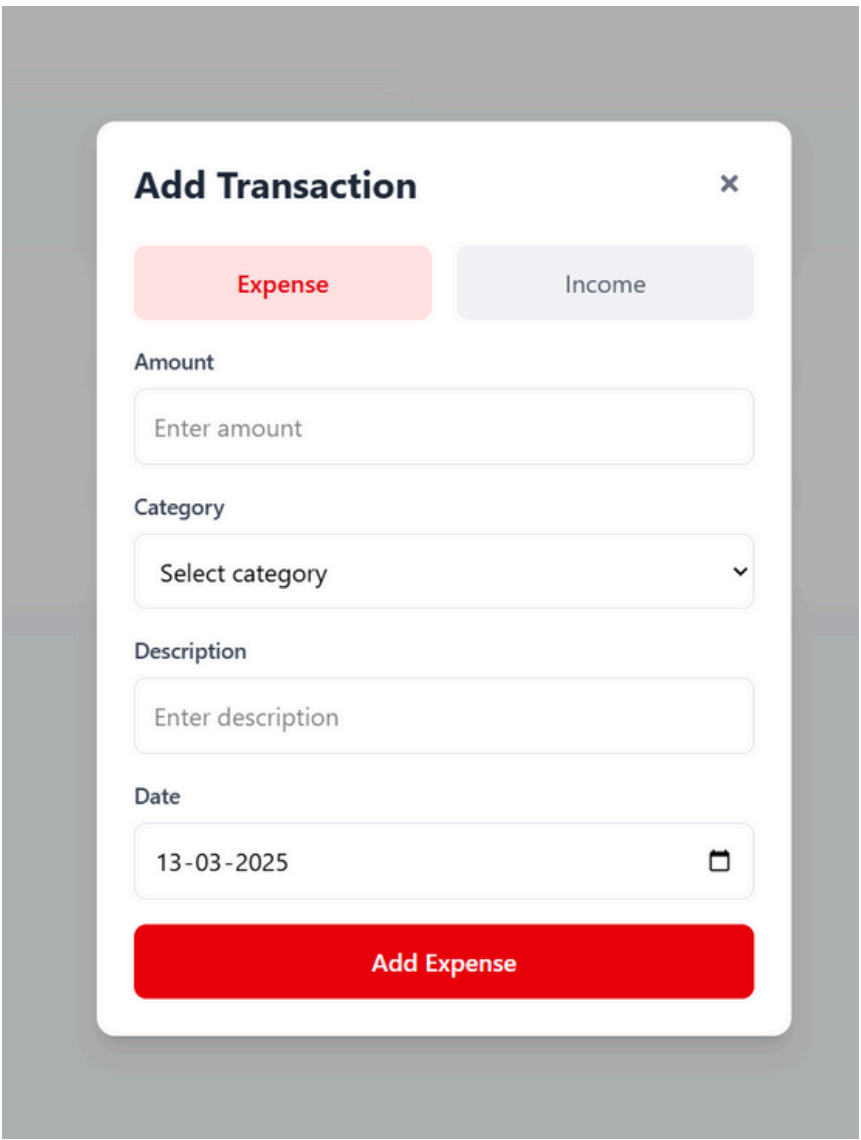 Add Transaction
Expense Income
Amount
Enter amount
Category
Select category
Description
Enter description
Date
13-03-2025
Add Expense